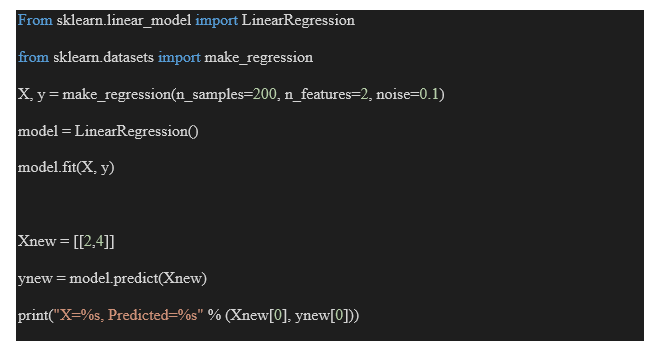 From sklearn.linear_model import LinearRegression
from sklearn.datasets import make_regression
X, y = make_regression(n_samples=200, n_features=2, noise=0.1)
model = LinearRegression()
model.fit(X, y)
Xnew = [[2,4]]
ynew = model.predict(Xnew)
print("X=%s, Predicted=%s" % (Xnew[0], ynew[0]))